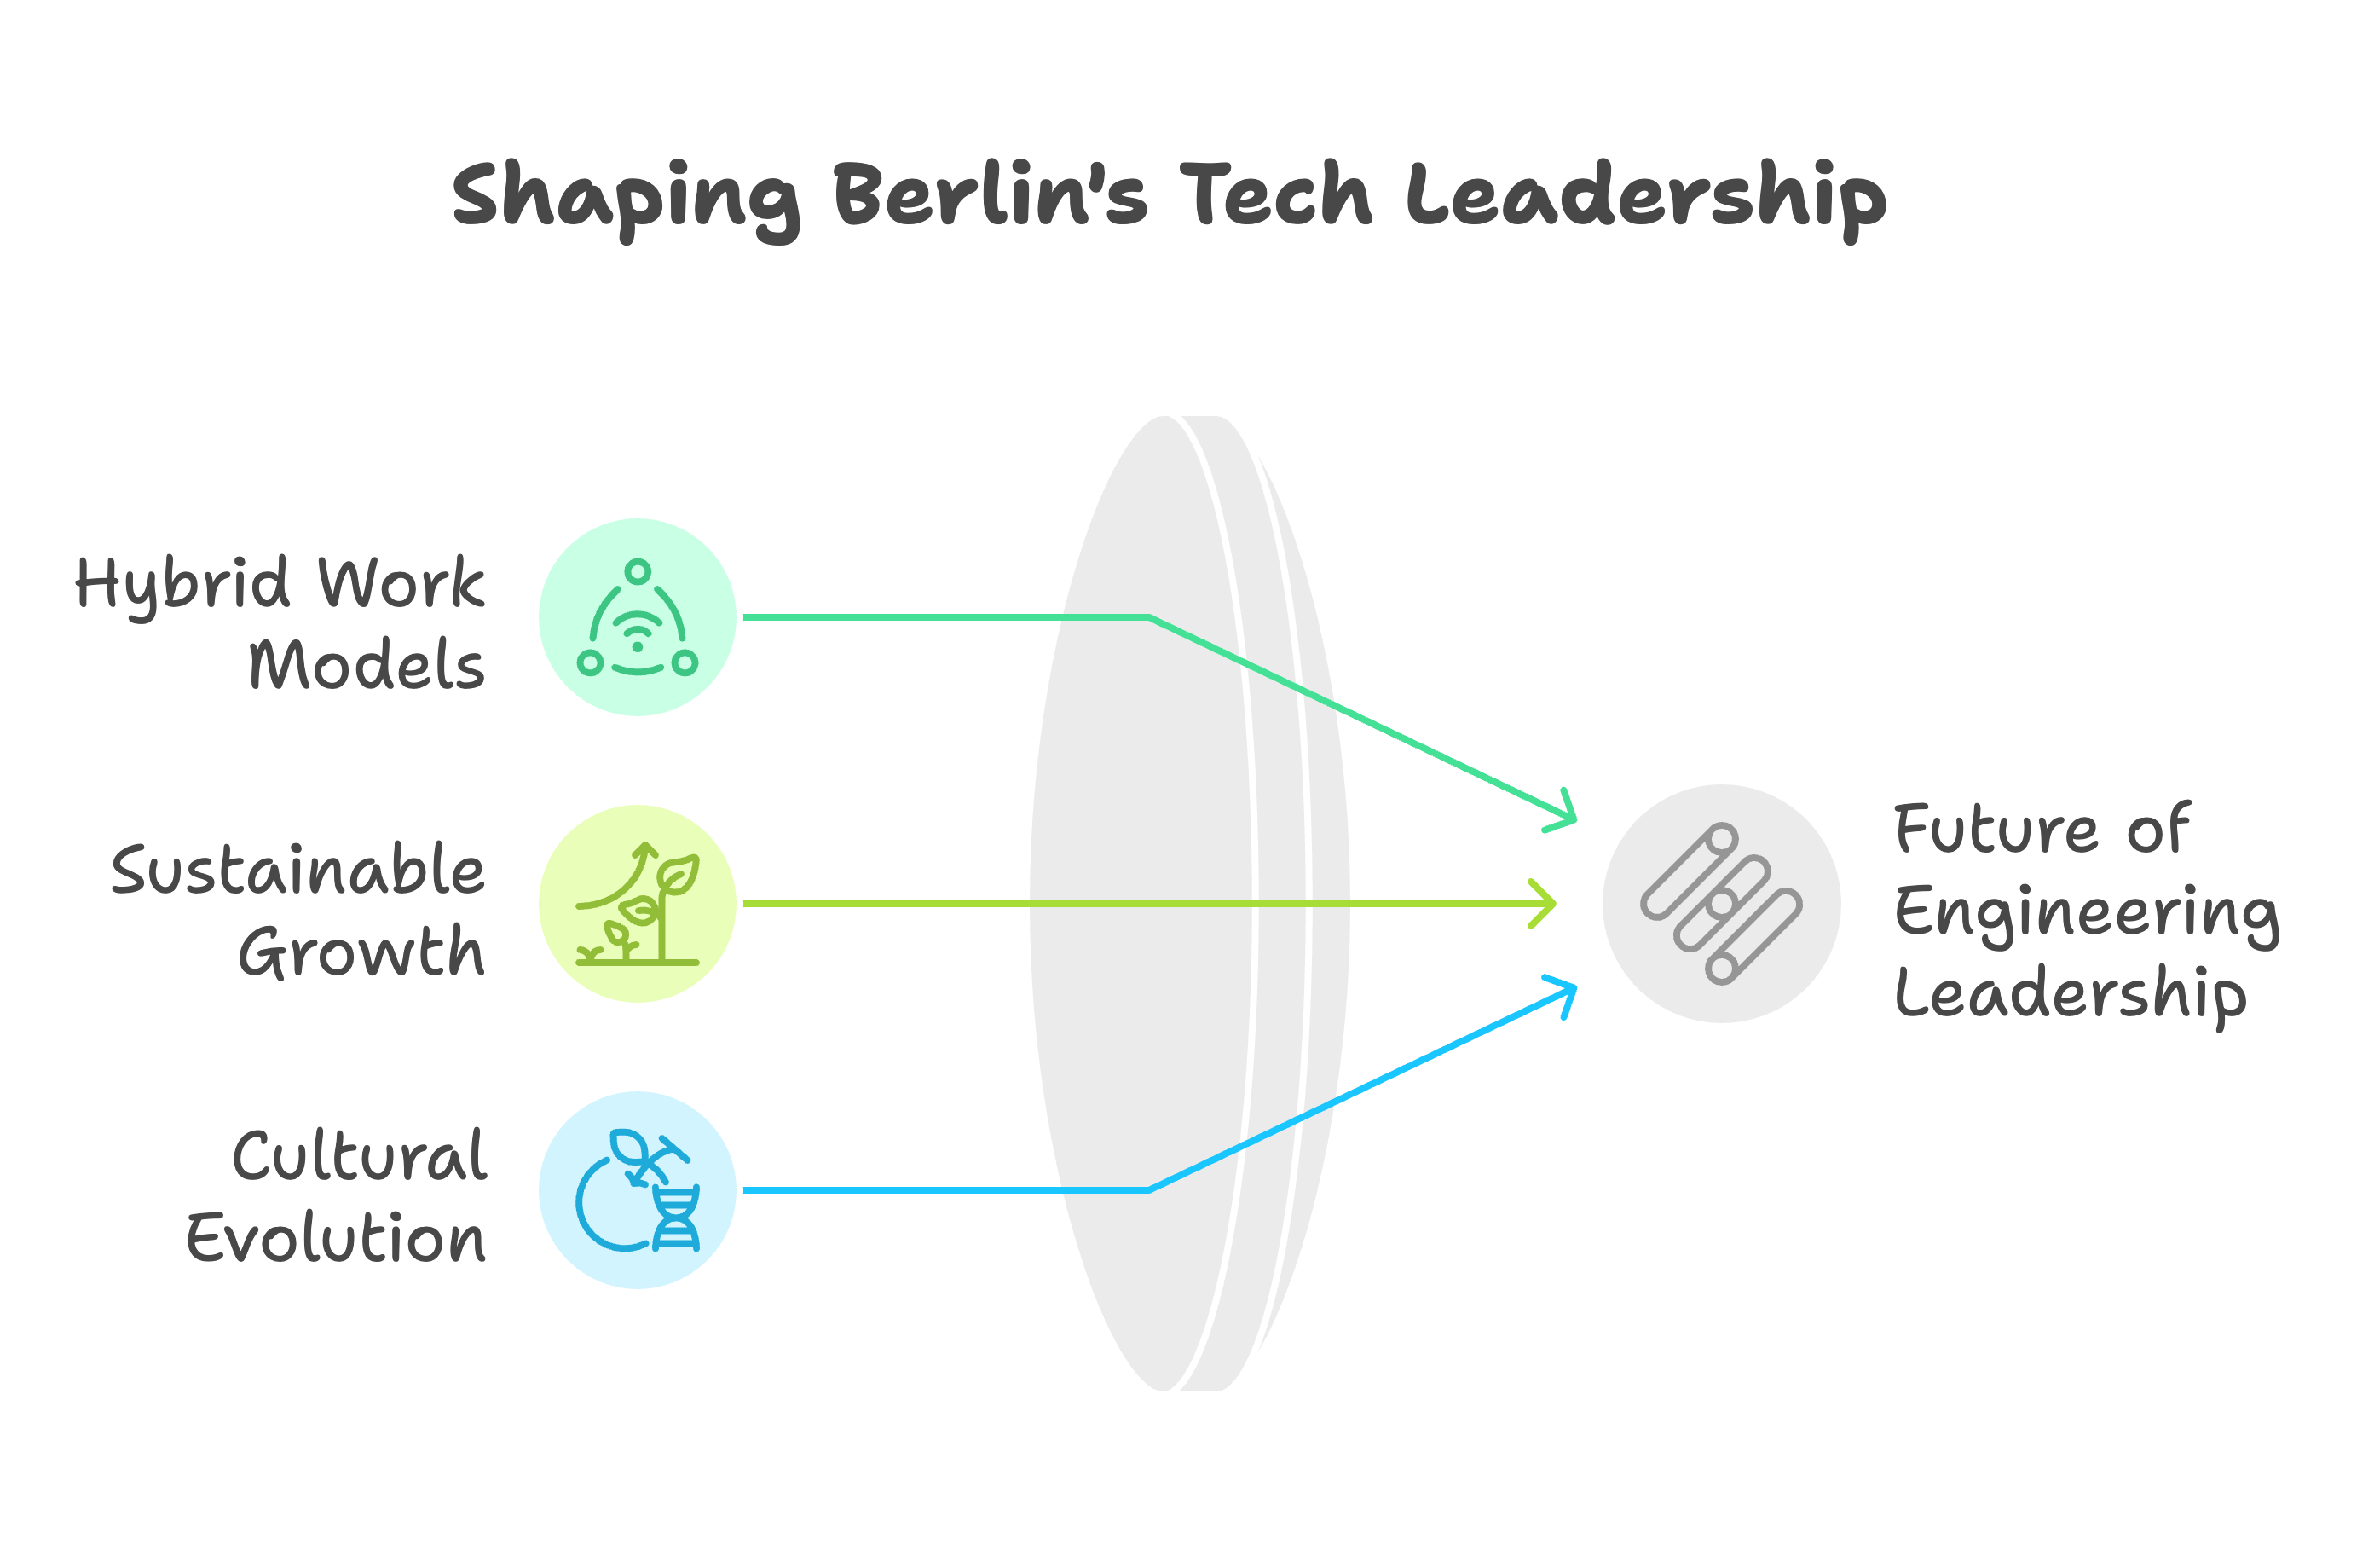 Shaping Berlin's Tech Leadership
Hybrid Work
Models
Sustainable
Growth
Cultural
Evolution
Future of
Engineering
Leadership